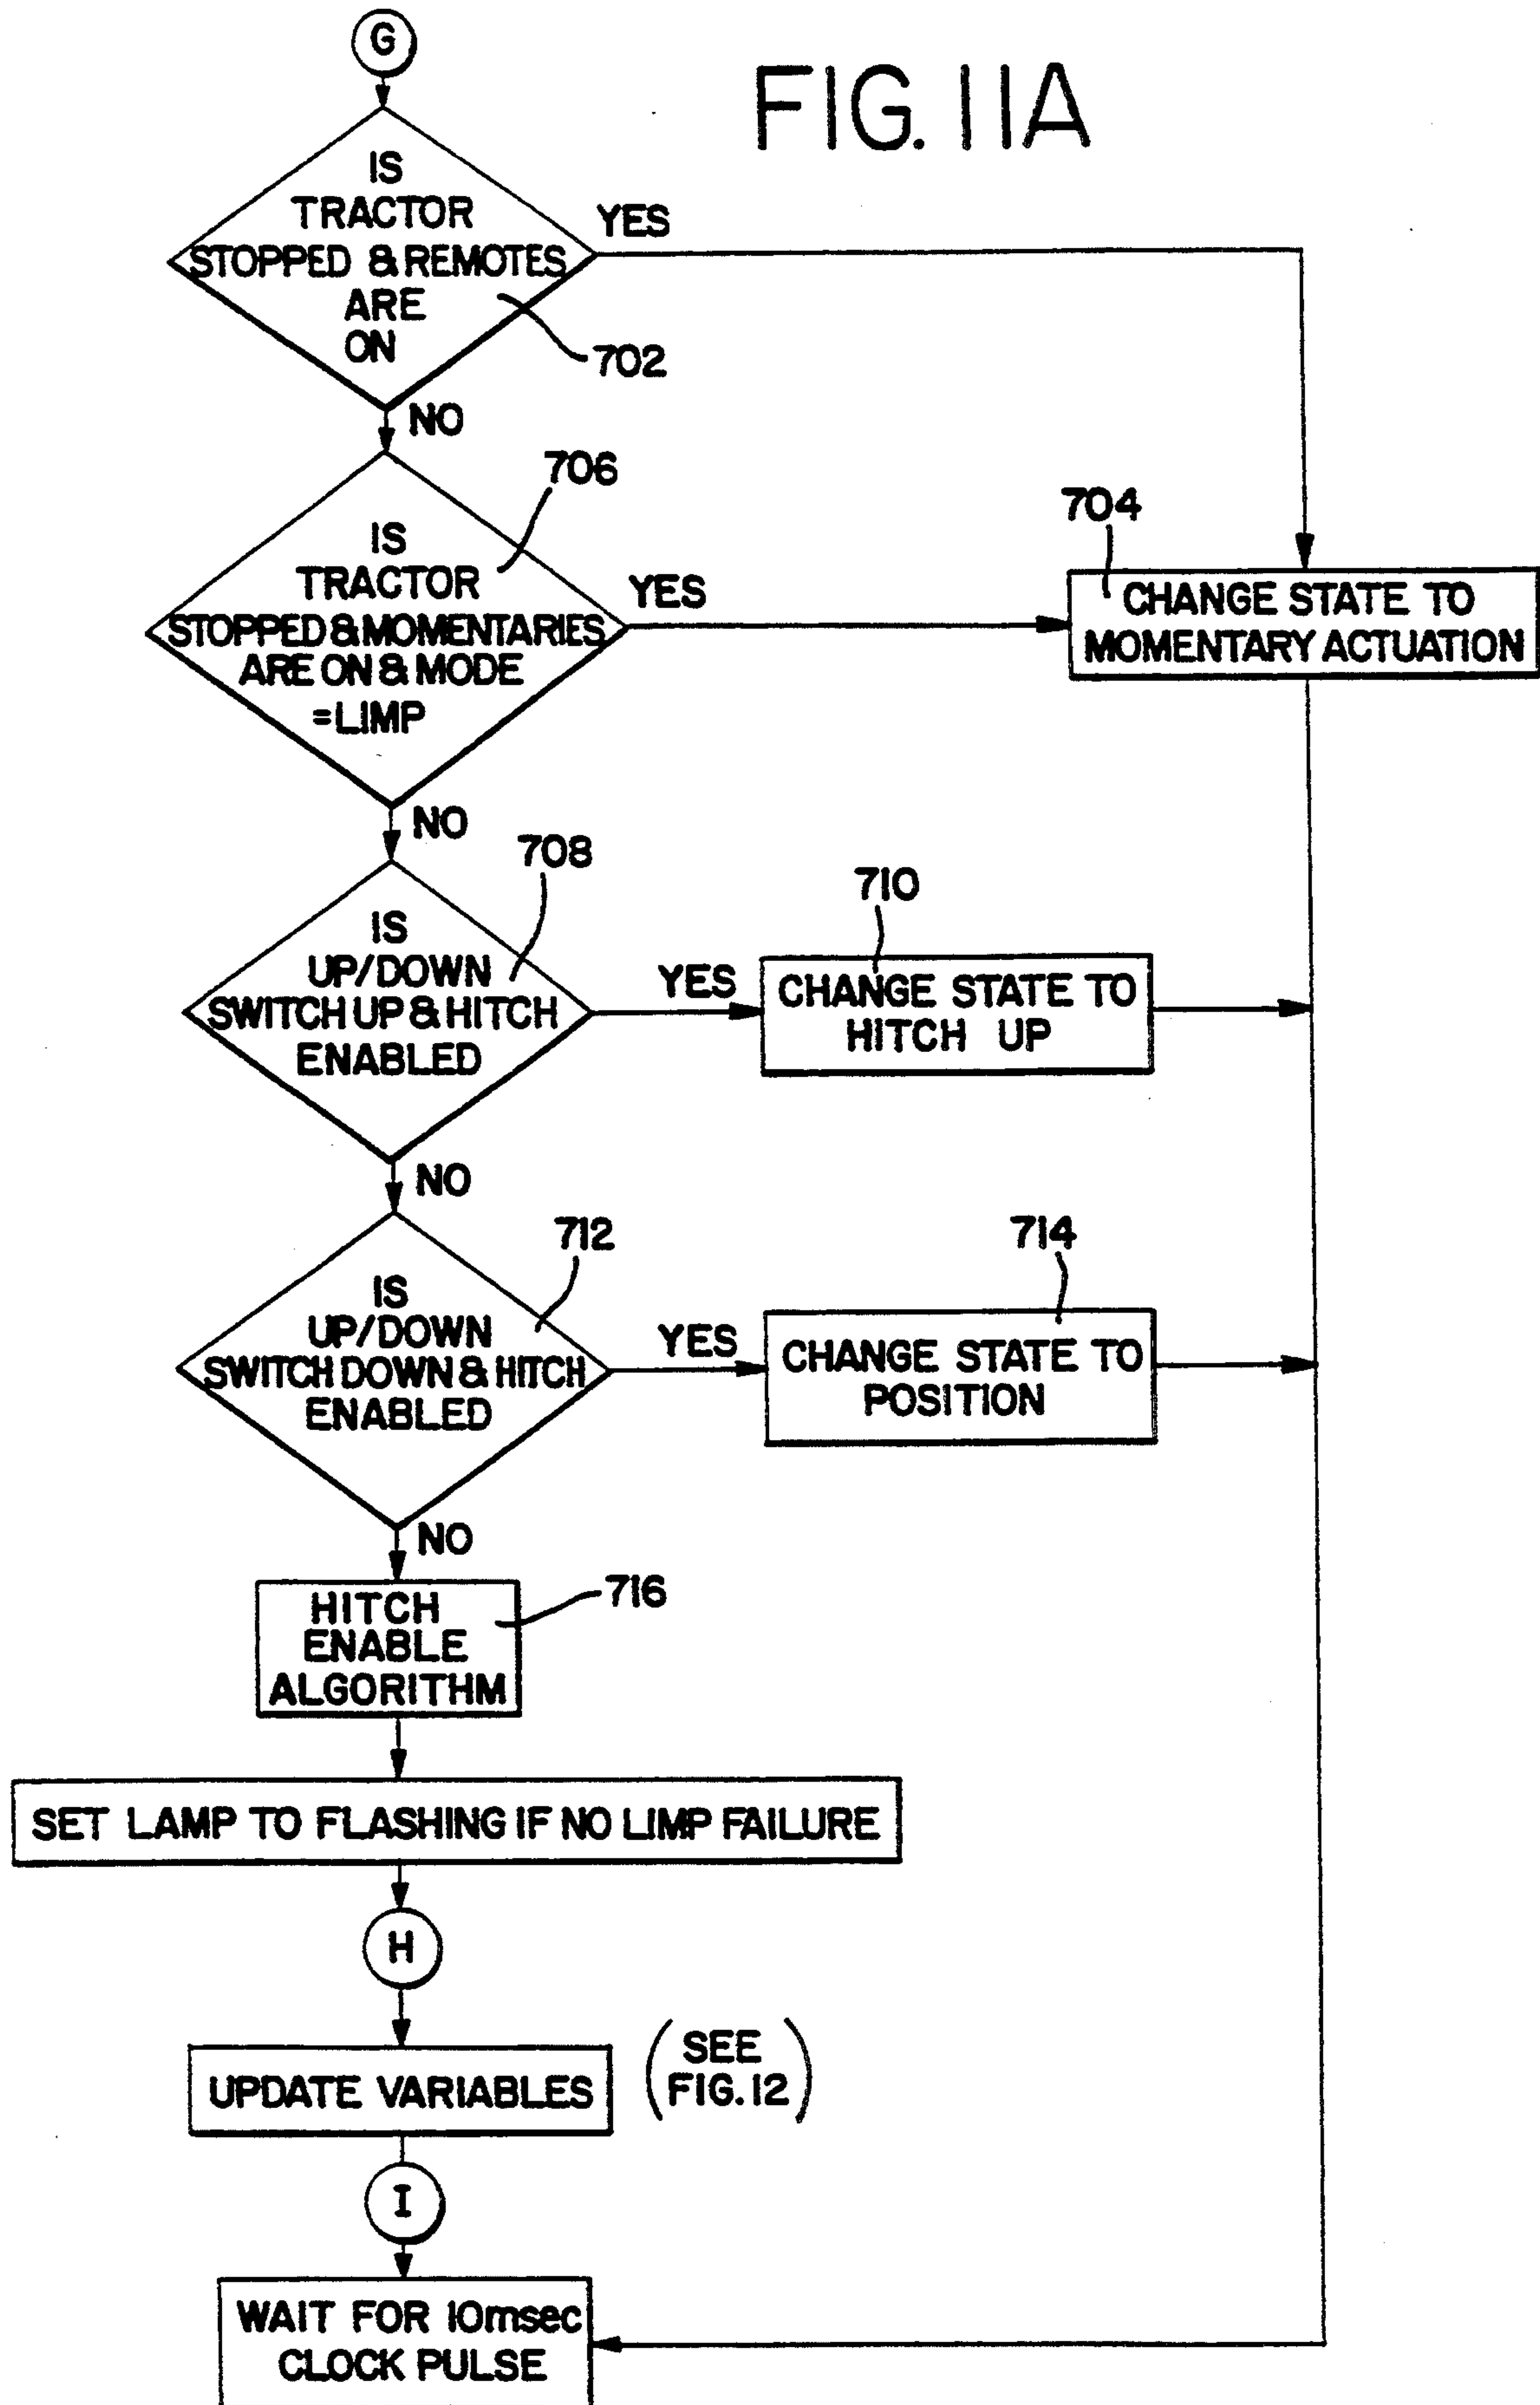 G
FIG. 11A
IS
TRACTOR
STOPPED & REMOTES
ARE
ON
YES
702
NO
706
IS
TRACTOR
STOPPED & MOMENTARIES
ARE ON & MODE
=LIMP
YES
704
CHANGE STATE TO
MOMENTARY ACTUATION
NO
708
IS
UP/DOWN
SWITCH UP & HITCH
ENABLED
YES
710
CHANGE STATE TO
HITCH UP
NO
712
IS
UP/DOWN
SWITCH DOWN & HITCH
ENABLED
YES
714
CHANGE STATE TO
POSITION
NO
HITCH
ENABLE
ALGORITHM
716
SET LAMP TO FLASHING IF NO LIMP FAILURE
H
UPDATE VARIABLES
(SEE
FIG. 12)
I
WAIT FOR 10msec
CLOCK PULSE